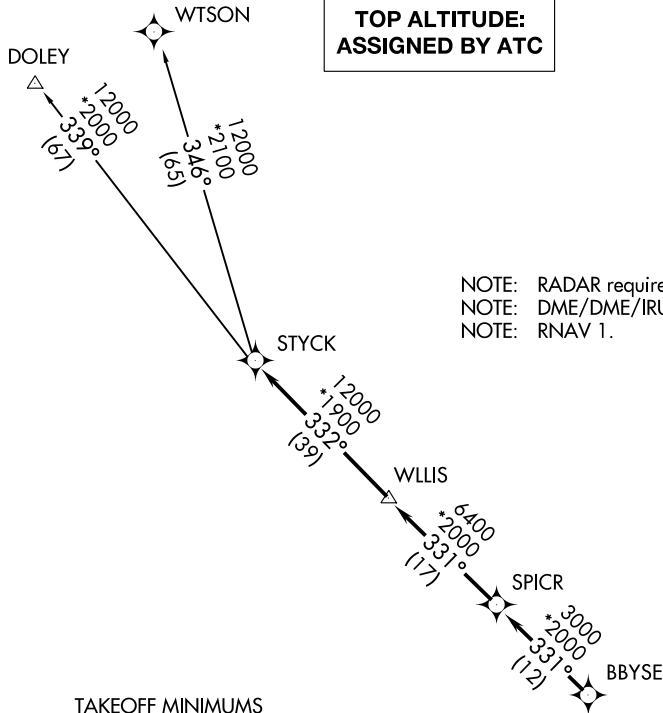 TOP ALTITUDE:
ASSIGNED BY ATC
WTSON
DOLEY
12000
*2000
339°
(67)
12000
*2100
346°
(65)
NOTE: RADAR require
NOTE: DME/DME/IRU
NOTE: RNAV 1.
STYCK
12000
*1900
332°
(39)
WLLIS
6400
*2000
331°
(17)
SPICR
3000
*2000
331°
(12)
BBYSE
TAKEOFF MINIMUMS